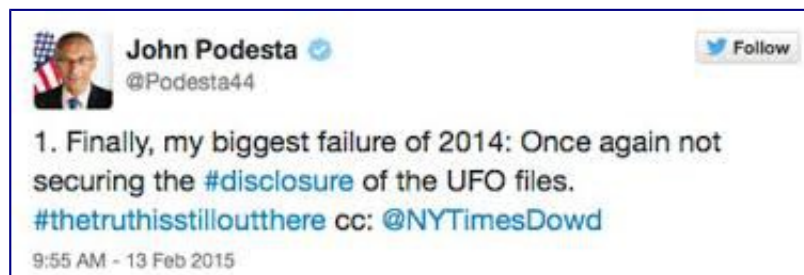 John Podesta
Follow
@Podesta44
1. Finally, my biggest failure of 2014: Once again not
securing the #disclosure of the UFO files.
#thetruthisstilloutthere cc: @NYTimesDowd
9:55 AM - 13 Feb 2015